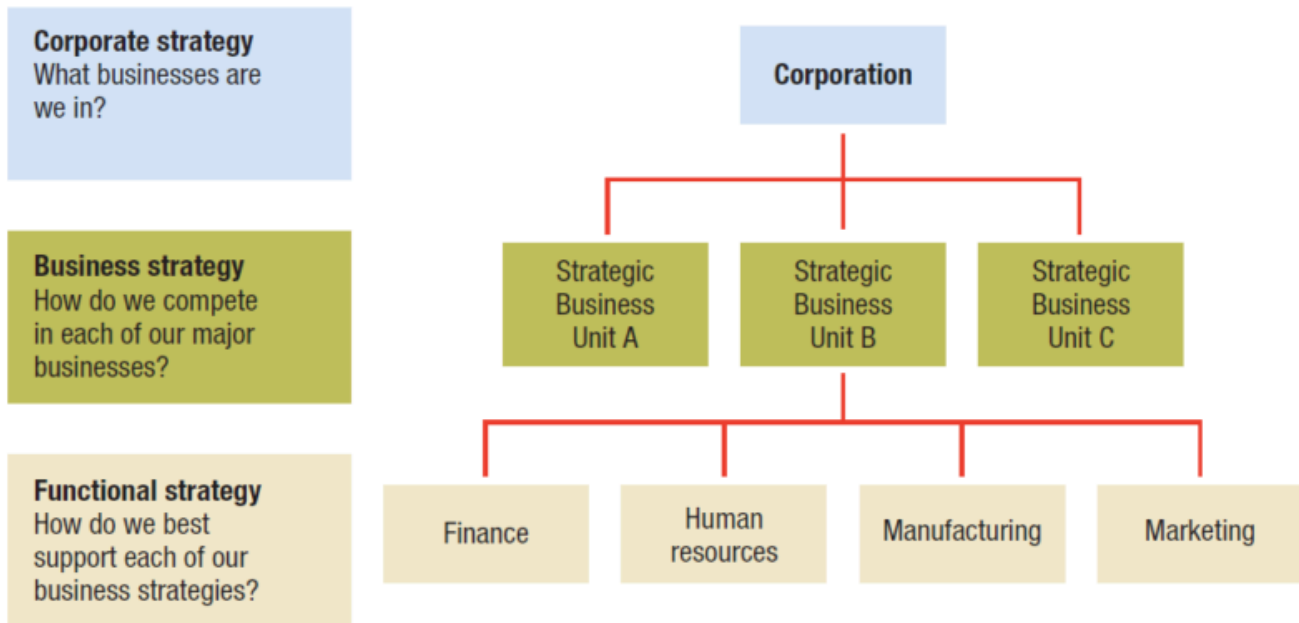 Corporate strategy
What businesses are
we in?
Corporation
Business strategy
How do we compete
in each of our major
businesses?
Strategic
Business
Unit A
Strategic
Business
Unit B
Strategic
Business
Unit C
Functional strategy
How do we best
support each of our
business strategies?
Finance
Human
resources
Manufacturing
Marketing